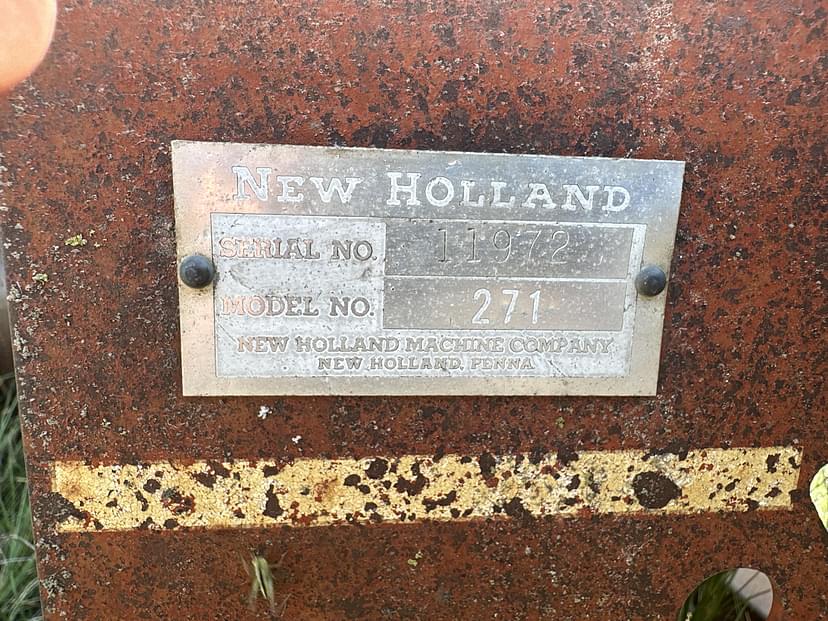 NEW HOLLAND
SERIAL NO. 11972
MODEL NO. 271
NEW HOLLAND MACHINE COMPANY
NEW HOLLAND, PENNA